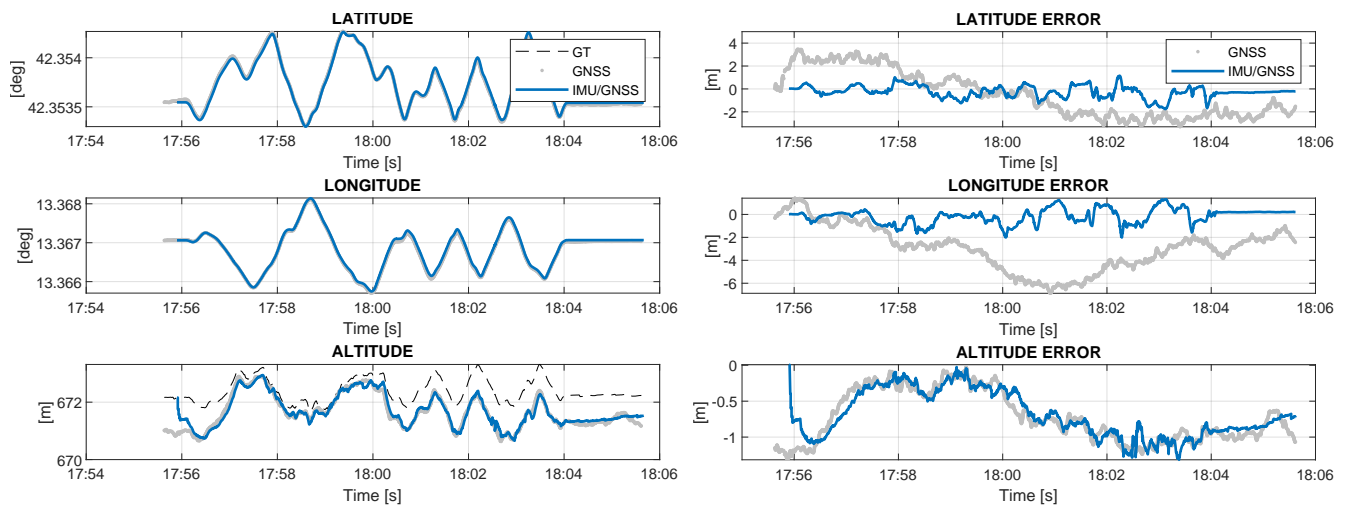 LATITUDE
42.354
42.3535
[deg]
GT
GNSS
IMU/GNSS
17:54 17:56 17:58 18:00 18:02 18:04 18:06
Time [s]
LATITUDE ERROR
4
2
0
-2
[m]
GNSS
IMU/GNSS
17:56 17:58 18:00 18:02 18:04 18:06
Time [s]
LONGITUDE
13.368
13.367
13.366
[deg]
17:54 17:56 17:58 18:00 18:02 18:04 18:06
Time [s]
LONGITUDE ERROR
0
-2
-4
-6
[m]
17:56 17:58 18:00 18:02 18:04 18:06
Time [s]
ALTITUDE
672
670
[m]
17:54 17:56 17:58 18:00 18:02 18:04 18:06
Time [s]
ALTITUDE ERROR
0
-0.5
-1
[m]
17:56 17:58 18:00 18:02 18:04 18:06
Time [s]